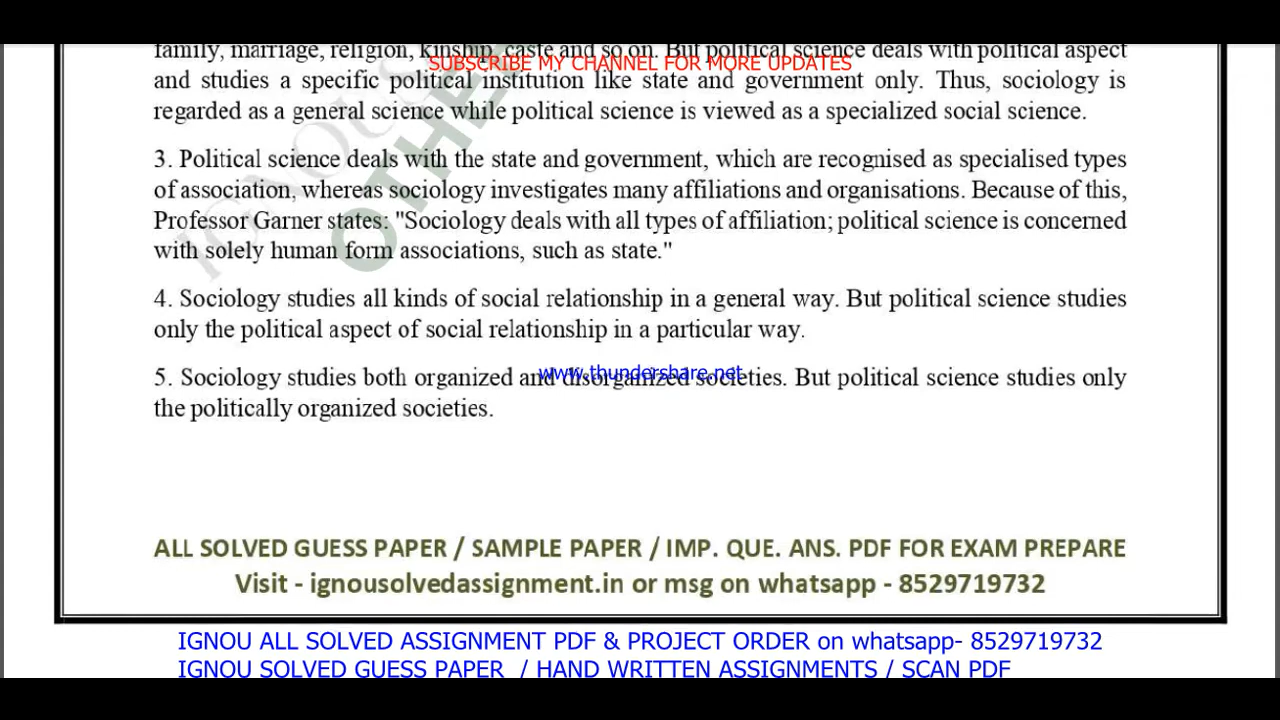 family, marriage, religion, kinship, caste and so on. But political science deals with political aspect
SUBSCRIBE MY CHANNEL FOR MORE UPDATES
and studies a specific political institution like state and government only. Thus, sociology is
regarded as a general science while political science is viewed as a specialized social science.
3. Political science deals with the state and government, which are recognised as specialised types
of association, whereas sociology investigates many affiliations and organisations. Because of this,
Professor Garner states: "Sociology deals with all types of affiliation; political science is concerned
with solely human form associations, such as state."
4. Sociology studies all kinds of social relationship in a general way. But political science studies
only the political aspect of social relationship in a particular way.
5. Sociology studies both organized and disorganized societies. But political science studies only
www.thundershare.net
the politically organized societies.
IGNOU
OTHE
ALL SOLVED GUESS PAPER / SAMPLE PAPER / IMP. QUE. ANS. PDF FOR EXAM PREPARE
Visit - ignousolvedassignment.in or msg on whatsapp - 8529719732
IGNOU ALL SOLVED ASSIGNMENT PDF & PROJECT ORDER on whatsapp- 8529719732
IGNOU SOLVED GUESS PAPER / HAND WRITTEN ASSIGNMENTS / SCAN PDF